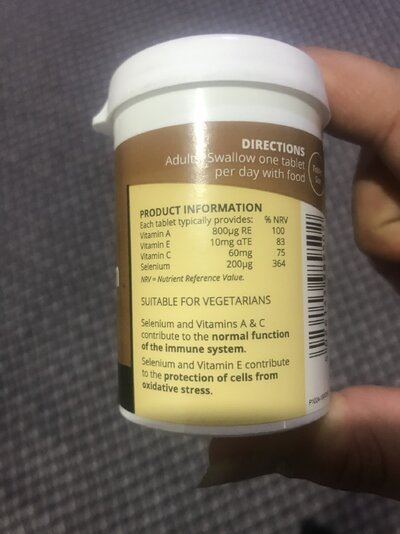 DIRECTIONS
Adults: Swallow one tablet
per day with food
PRODUCT INFORMATION
Each tablet typically provides: % NRV
Vitamin A 800µg RE 100
Vitamin E 10mg αTE 83
Vitamin C 60mg 75
Selenium 200µg 364
NRV = Nutrient Reference Value.
SUITABLE FOR VEGETARIANS
Selenium and Vitamins A & C
contribute to the normal function
of the immune system.
Selenium and Vitamin E contribute
to the protection of cells from
oxidative stress.